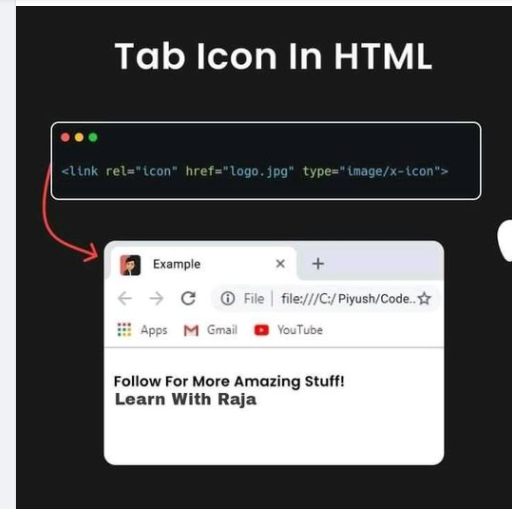 Tab Icon In HTML
<link rel="icon" href="logo.jpg" type="image/x-icon">
Example
File | file:///C:/Piyush/Code..
Apps Gmail YouTube
Follow For More Amazing Stuff!
Learn With Raja